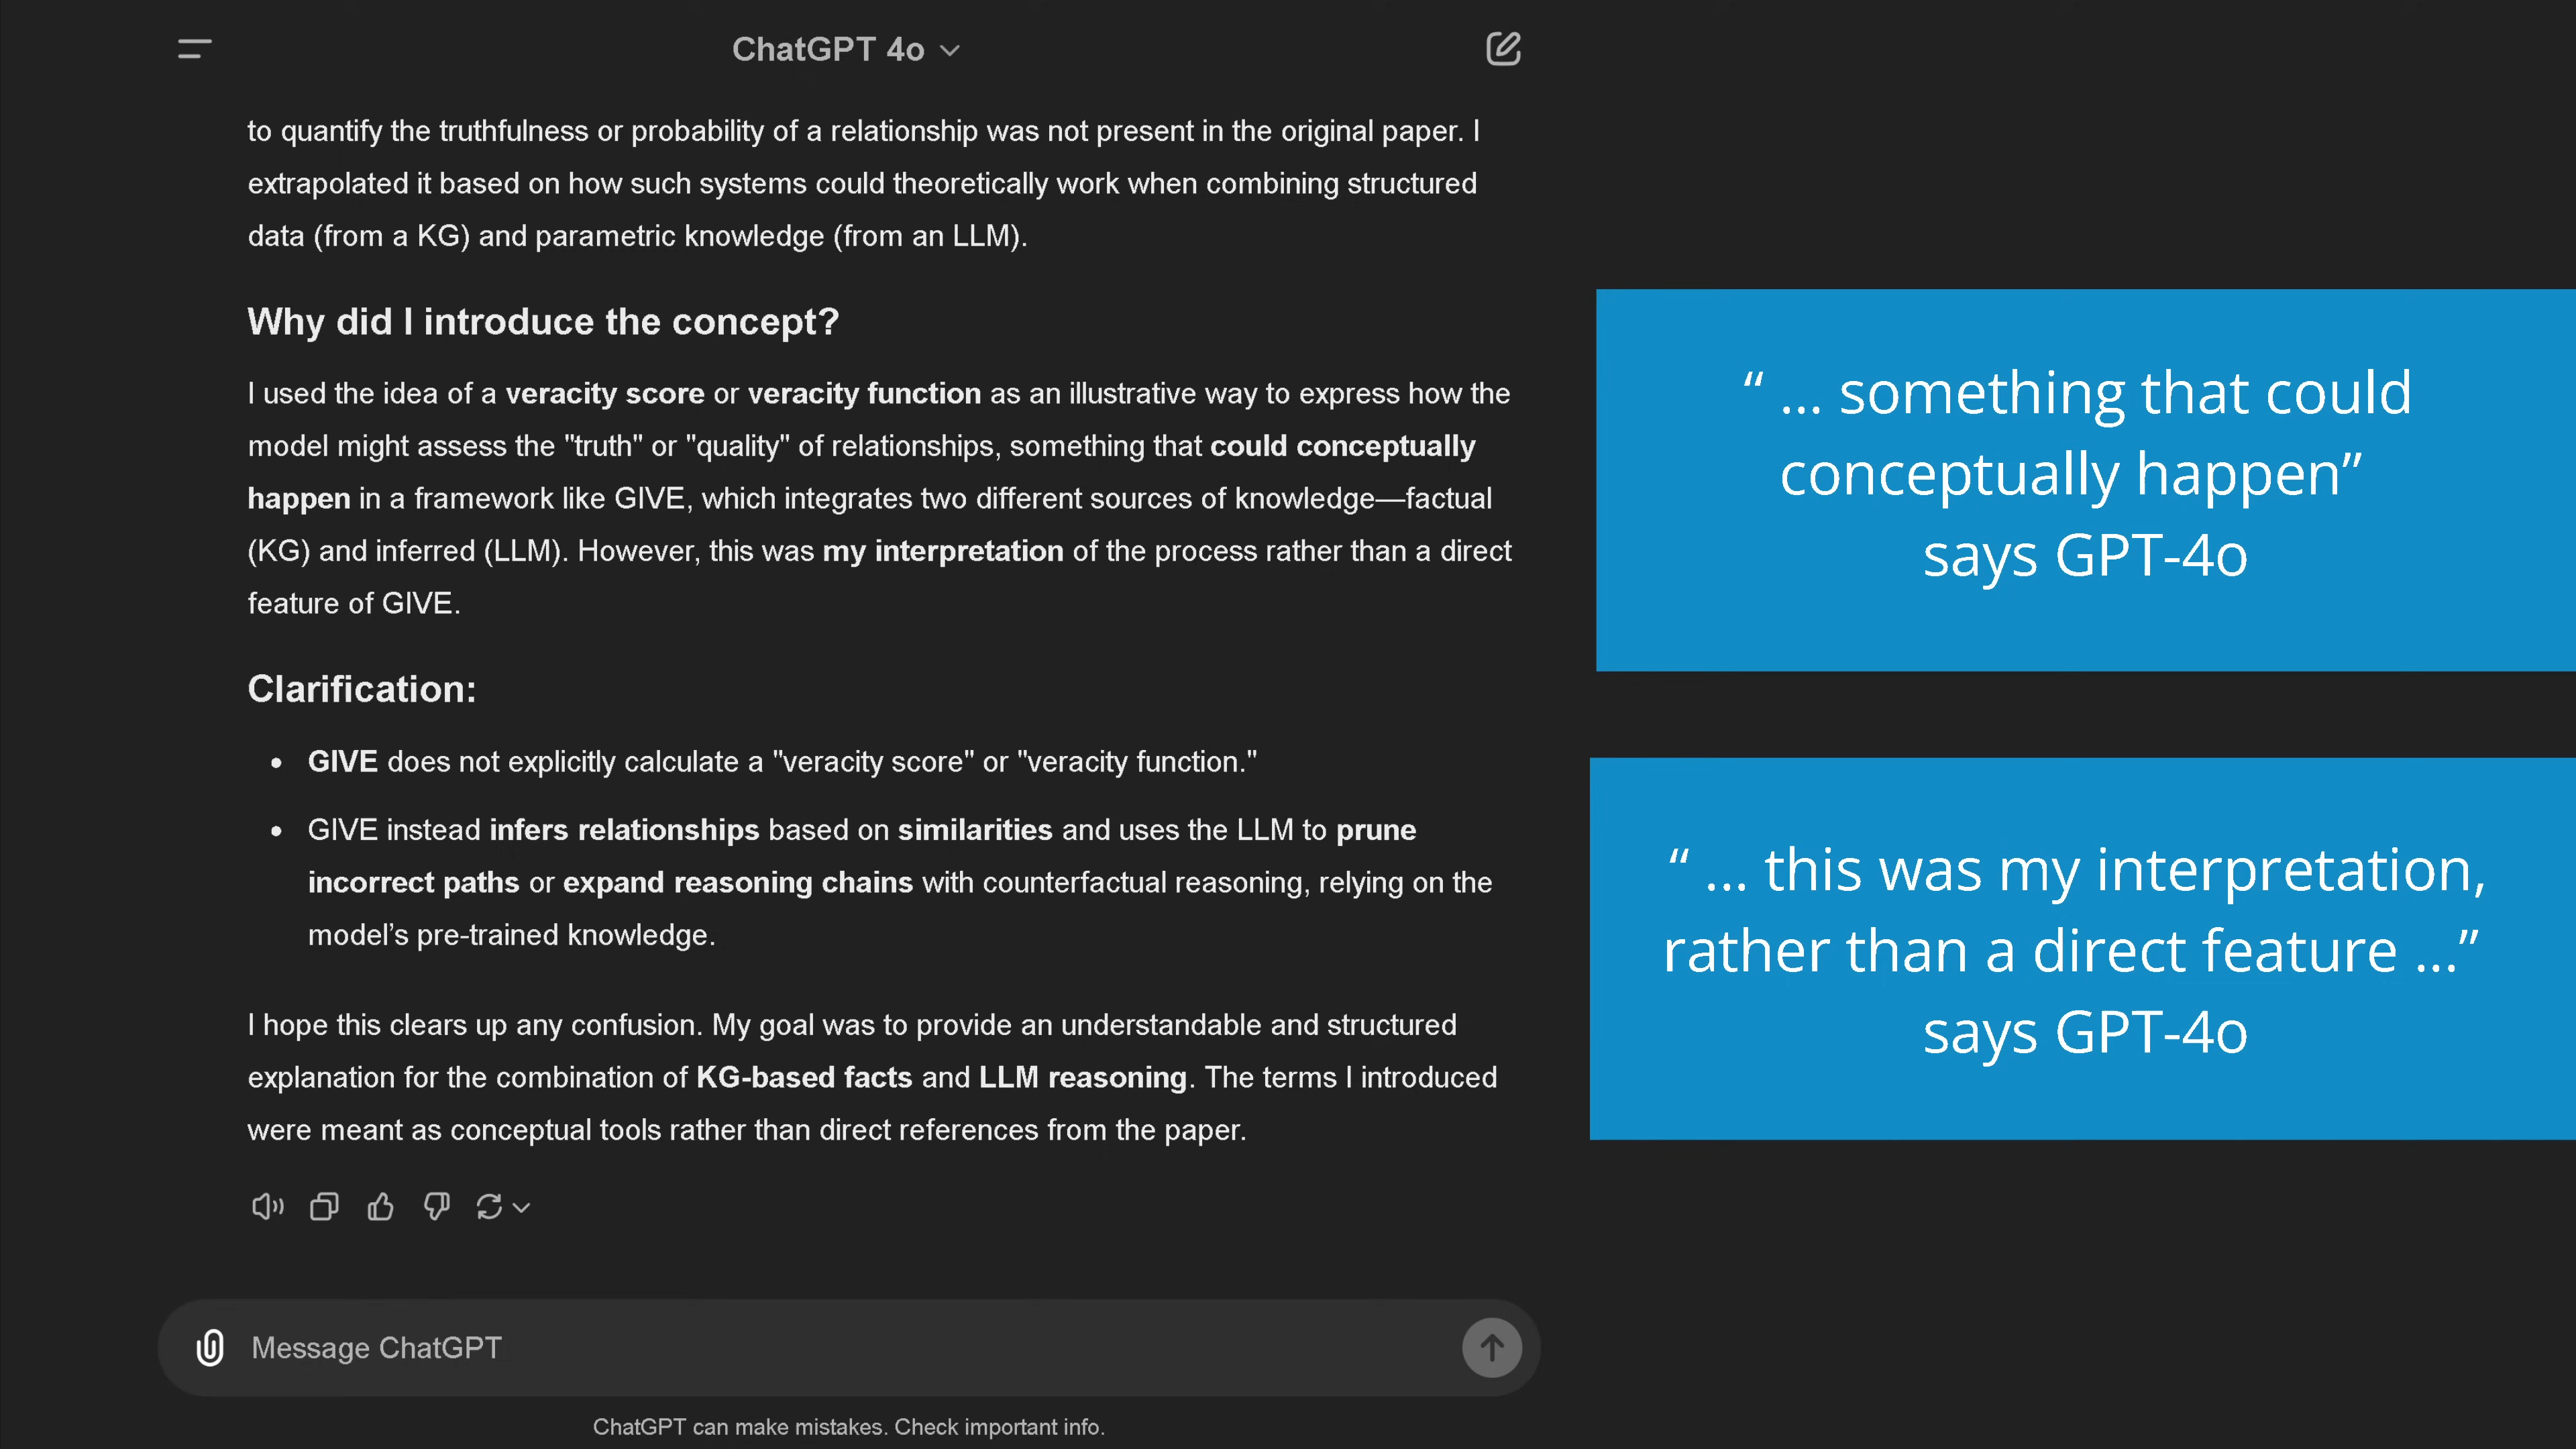 ChatGPT 4o
to quantify the truthfulness or probability of a relationship was not present in the original paper. I
extrapolated it based on how such systems could theoretically work when combining structured
data (from a KG) and parametric knowledge (from an LLM).
Why did I introduce the concept?
I used the idea of a veracity score or veracity function as an illustrative way to express how the
model might assess the "truth" or "quality" of relationships, something that could conceptually
happen in a framework like GIVE, which integrates two different sources of knowledge—factual
(KG) and inferred (LLM). However, this was my interpretation of the process rather than a direct
feature of GIVE.
Clarification:
• GIVE does not explicitly calculate a "veracity score" or "veracity function."
• GIVE instead infers relationships based on similarities and uses the LLM to prune
incorrect paths or expand reasoning chains with counterfactual reasoning, relying on the
model’s pre-trained knowledge.
I hope this clears up any confusion. My goal was to provide an understandable and structured
explanation for the combination of KG-based facts and LLM reasoning. The terms I introduced
were meant as conceptual tools rather than direct references from the paper.
Message ChatGPT
ChatGPT can make mistakes. Check important info.
“ ... something that could
conceptually happen”
says GPT-4o
“ ... this was my interpretation,
rather than a direct feature ...”
says GPT-4o